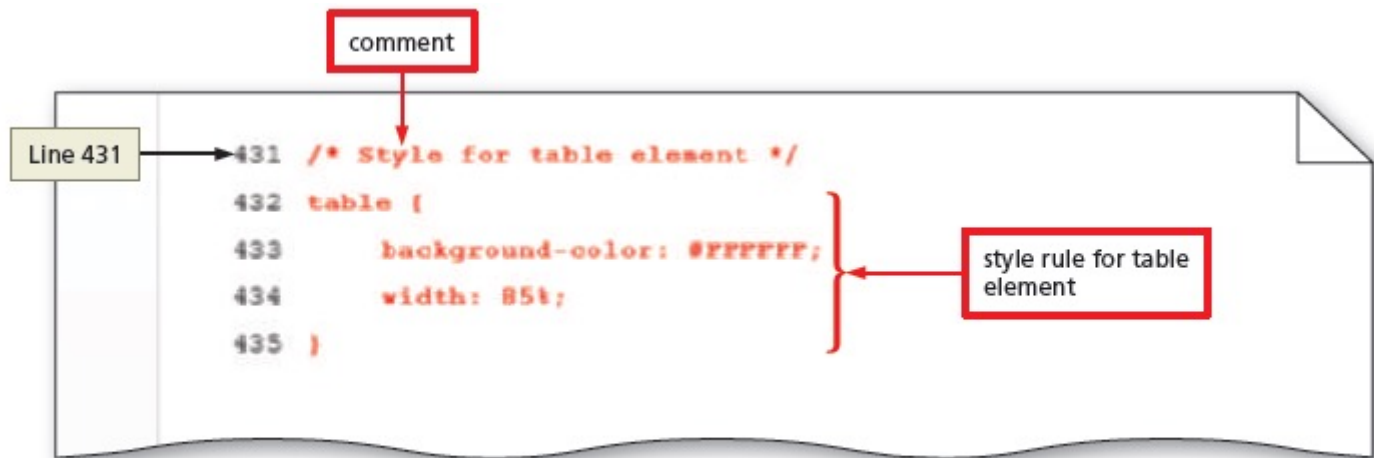 comment
Line 431
431 /* Style for table element */
432 table {
433 background-color: #FFFFFF;
434 width: 85%;
435 }
style rule for table
element